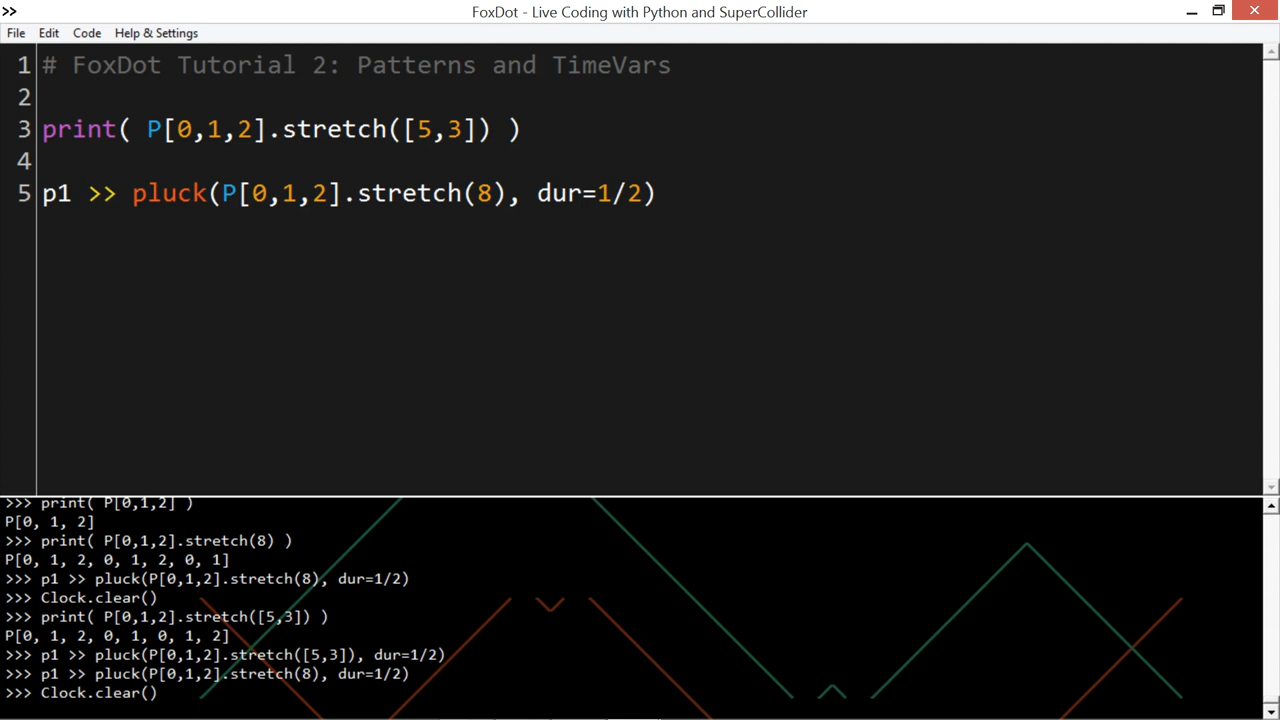 >>
FoxDot - Live Coding with Python and SuperCollider
File Edit Code Help & Settings
1 # FoxDot Tutorial 2: Patterns and TimeVars
2
3 print( P[0,1,2].stretch([5,3]) )
4
5 p1 >> pluck(P[0,1,2].stretch(8), dur=1/2)
>>> print( P[0,1,2] )
P[0, 1, 2]
>>> print( P[0,1,2].stretch(8) )
P[0, 1, 2, 0, 1, 2, 0, 1]
>>> p1 >> pluck(P[0,1,2].stretch(8), dur=1/2)
>>> Clock.clear()
>>> print( P[0,1,2].stretch([5,3]) )
P[0, 1, 2, 0, 1, 0, 1, 2]
>>> p1 >> pluck(P[0,1,2].stretch([5,3]), dur=1/2)
>>> p1 >> pluck(P[0,1,2].stretch(8), dur=1/2)
>>> Clock.clear()